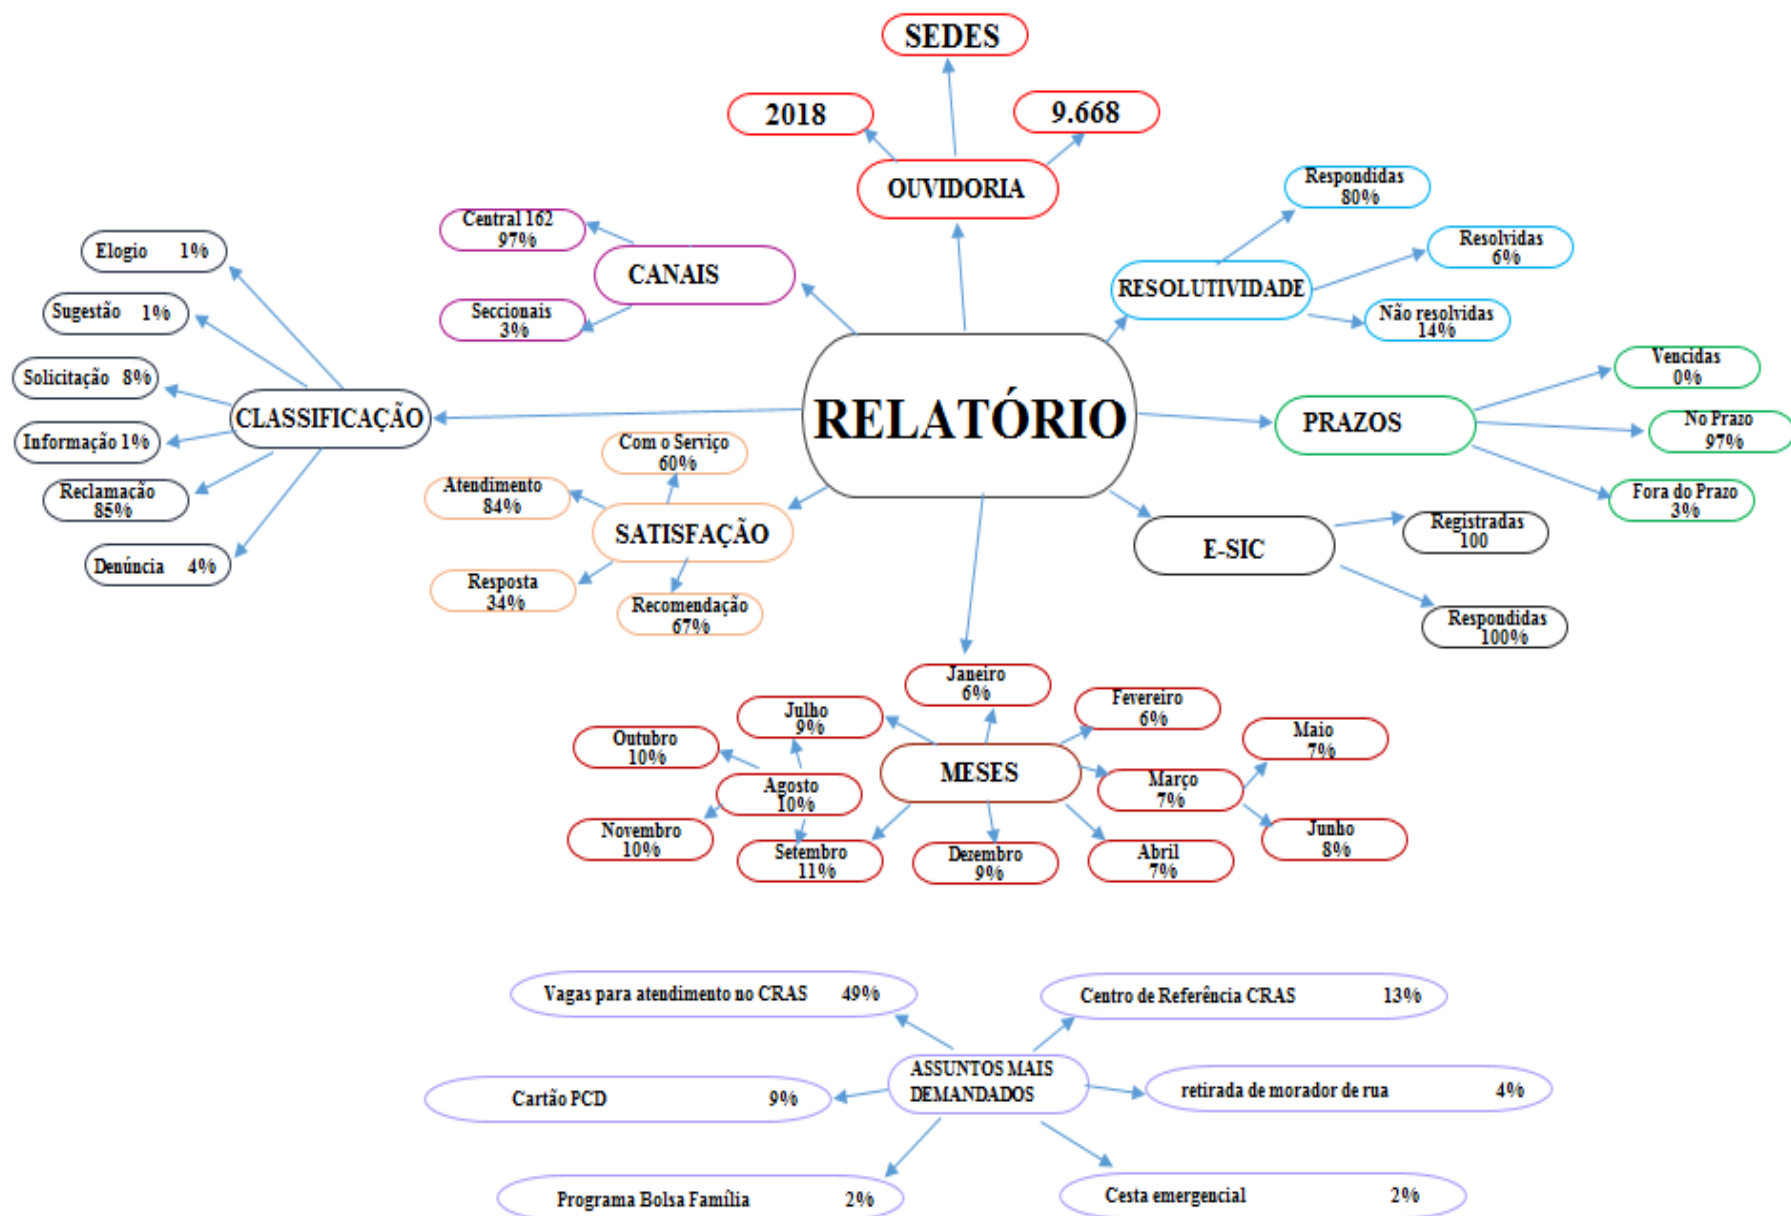 SEDES
2018
9.668
OUVIDORIA
Respondidas
80%
Central 162
97%
Resolvidas
6%
Elogio 1%
CANAIS
RESOLUTIVIDADE
Sugestão 1%
Seccionais
3%
Não resolvidas
14%
Solicitação 8%
Vencidas
0%
CLASSIFICAÇÃO
RELATÓRIO
PRAZOS
No Prazo
97%
Informação 1%
Com o Serviço
60%
Reclamação
85%
Atendimento
84%
Fora do Prazo
3%
SATISFAÇÃO
E-SIC
Registradas
100
Denúncia 4%
Resposta
34%
Recomendação
67%
Respondidas
100%
Janeiro
6%
Fevereiro
6%
Julho
9%
Maio
7%
Outubro
10%
MESES
Agosto
10%
Março
7%
Novembro
10%
Junho
8%
Setembro
11%
Dezembro
9%
Abril
7%
Vagas para atendimento no CRAS 49%
Centro de Referência CRAS 13%
ASSUNTOS MAIS
DEMANDADOS
Cartão PCD 9%
retirada de morador de rua 4%
Programa Bolsa Família 2%
Cesta emergencial 2%